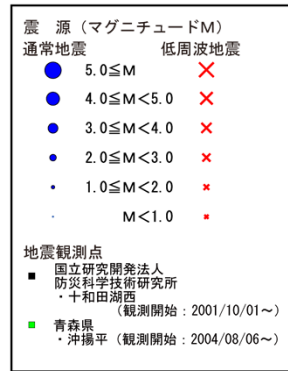 震 源（マグニチュードM）
通常地震 低周波地震
5.0≦M
4.0≦M＜5.0
3.0≦M＜4.0
2.0≦M＜3.0
1.0≦M＜2.0
M＜1.0
地震観測点
国立研究開発法人
防災科学技術研究所
・十和田湖西
（観測開始：2001/10/01～）
青森県
・沖揚平（観測開始：2004/08/06～）